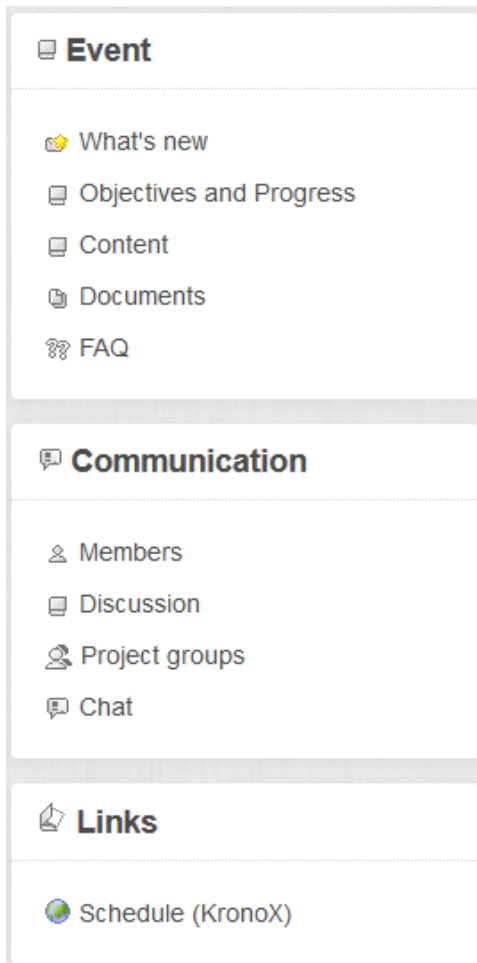 Event
What's new
Objectives and Progress
Content
Documents
FAQ
Communication
Members
Discussion
Project groups
Chat
Links
Schedule (KronoX)